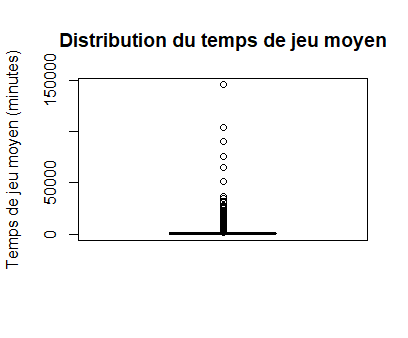 Distribution du temps de jeu moyen
Temps de jeu moyen (minutes)
150000
50000
0